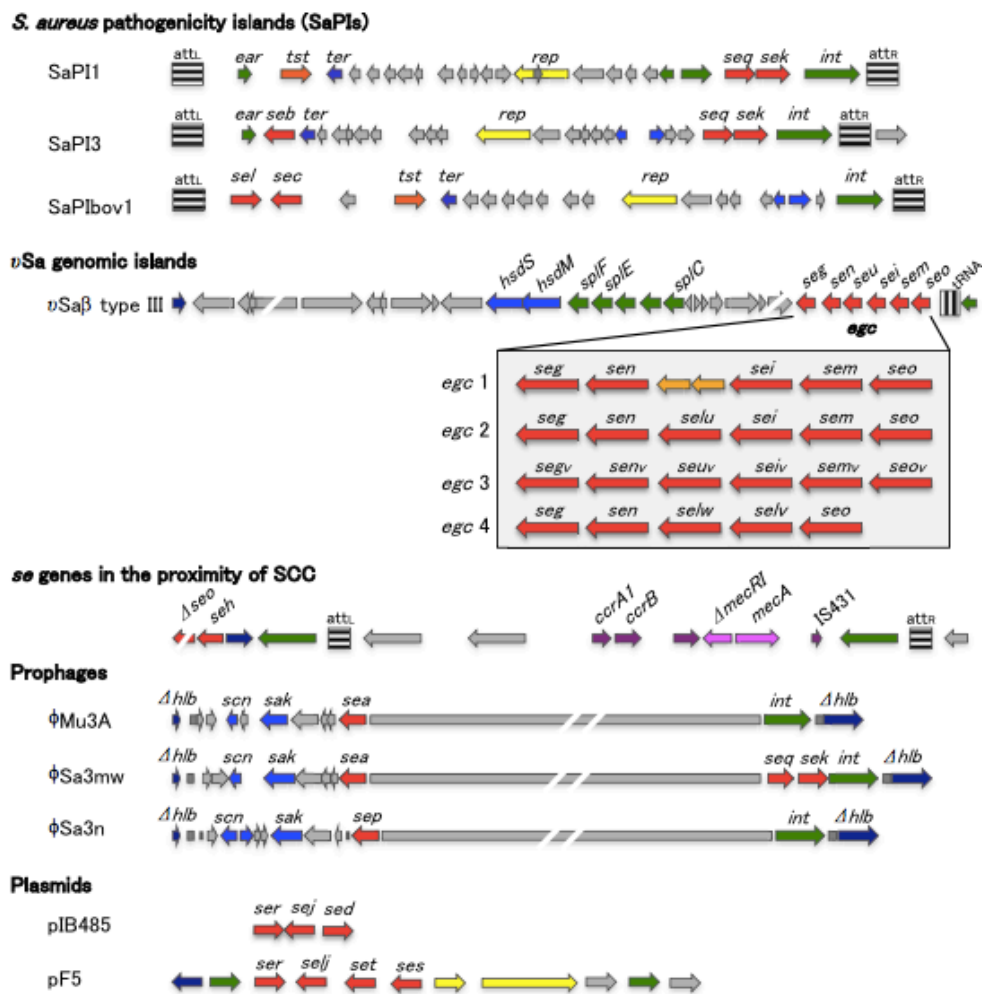 S. aureus pathogenicity islands (SaPIs)
attL ear tst ter rep seq sek int attR
SaPI1
attL ear seb ter rep seq sek int attR
SaPI3
attL sel sec tst ter rep int attR
SaPIbov1
υSa genomic islands
υSaβ type III hsdS hsdM splF splE splC seg sen seu sei sem seo tRNA
egc
egc 1 seg sen sei sem seo
egc 2 seg sen selu sei sem seo
egc 3 segv senv seuv seiv semv seov
egc 4 seg sen selw selv seo
se genes in the proximity of SCC
Δseo seh attL ccrA1 ccrB ΔmecRI mecA IS431 attR
Prophages
Δhlb scn sak sea int Δhlb
ΦMu3A
Δhlb scn sak sea seq sek int Δhlb
ΦSa3mw
Δhlb scn sak sep int Δhlb
ΦSa3n
Plasmids
pIB485 ser sej sed
pF5 ser selj set ses